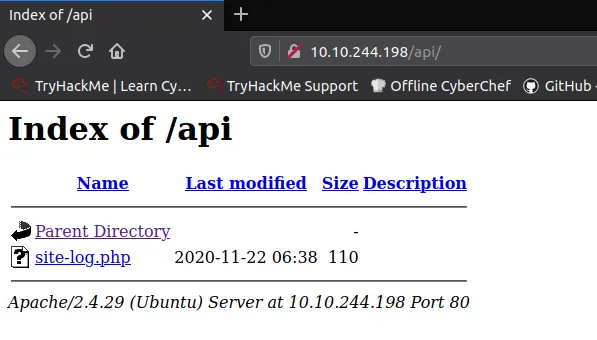 Index of /api
10.10.244.198/api/
TryHackMe | Learn Cy… TryHackMe Support Offline CyberChef GitHub -
Index of /api
Name Last modified Size Description
Parent Directory -
site-log.php 2020-11-22 06:38 110
Apache/2.4.29 (Ubuntu) Server at 10.10.244.198 Port 80